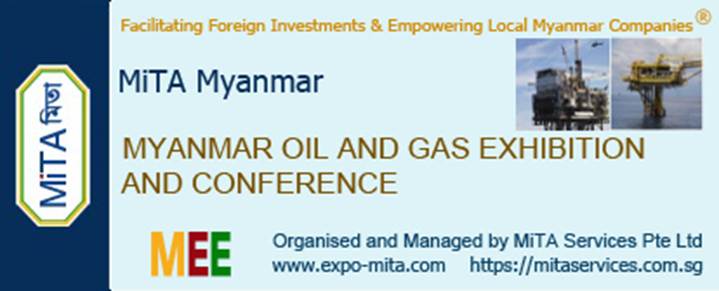 Facilitating Foreign Investments & Empowering Local Myanmar Companies®
MiTA Myanmar
MiTA মিতা
MYANMAR OIL AND GAS EXHIBITION
AND CONFERENCE
MEE
Organised and Managed by MiTA Services Pte Ltd
www.expo-mita.com https://mitaservices.com.sg